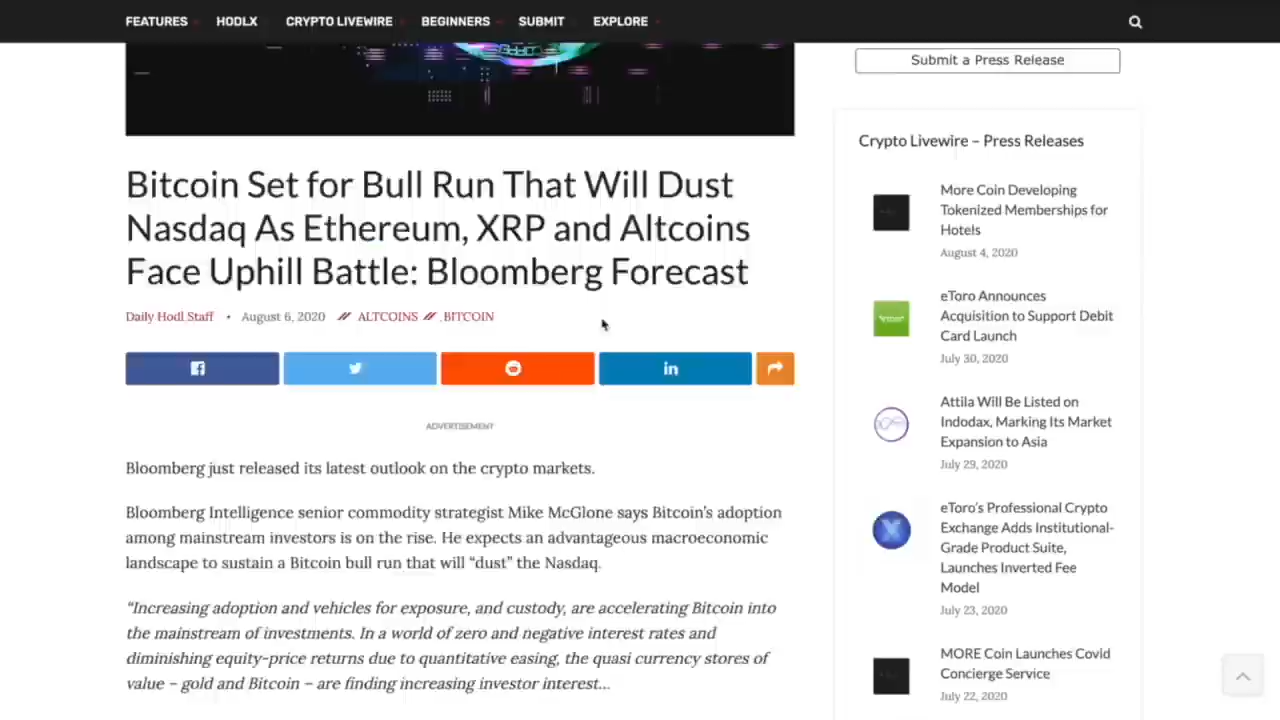 FEATURES HODLX CRYPTO LIVEWIRE BEGINNERS SUBMIT EXPLORE
Bitcoin Set for Bull Run That Will Dust
Nasdaq As Ethereum, XRP and Altcoins
Face Uphill Battle: Bloomberg Forecast
Daily Hodl Staff • August 6, 2020 // ALTCOINS // , BITCOIN
ADVERTISEMENT
Bloomberg just released its latest outlook on the crypto markets.
Bloomberg Intelligence senior commodity strategist Mike McGlone says Bitcoin’s adoption
among mainstream investors is on the rise. He expects an advantageous macroeconomic
landscape to sustain a Bitcoin bull run that will “dust” the Nasdaq.
“Increasing adoption and vehicles for exposure, and custody, are accelerating Bitcoin into
the mainstream of investments. In a world of zero and negative interest rates and
diminishing equity-price returns due to quantitative easing, the quasi currency stores of
value – gold and Bitcoin – are finding increasing investor interest…
Submit a Press Release
Crypto Livewire – Press Releases
More Coin Developing
Tokenized Memberships for
Hotels
August 4, 2020
eToro Announces
Acquisition to Support Debit
Card Launch
July 30, 2020
Attila Will Be Listed on
Indodax, Marking Its Market
Expansion to Asia
July 29, 2020
eToro’s Professional Crypto
Exchange Adds Institutional-
Grade Product Suite,
Launches Inverted Fee
Model
July 23, 2020
MORE Coin Launches Covid
Concierge Service
July 22, 2020